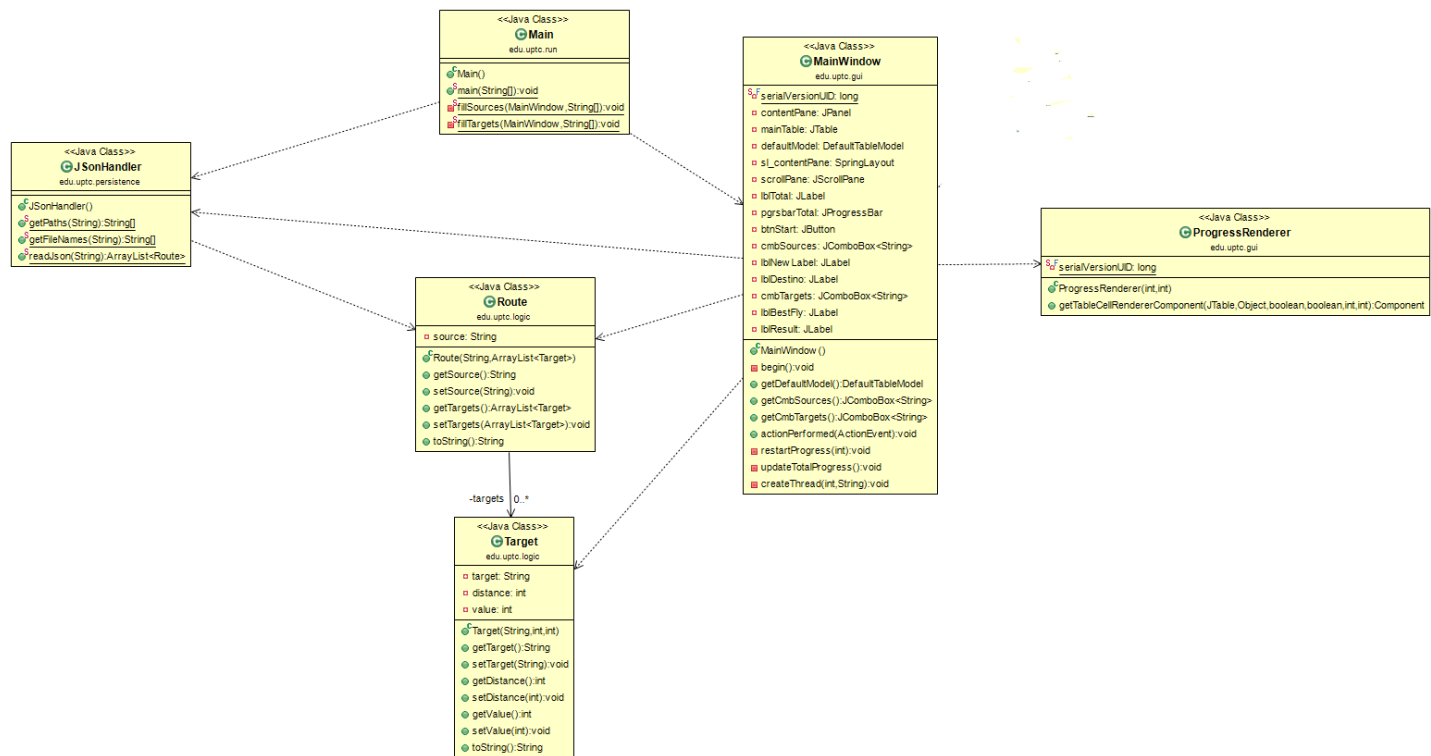 <<Java Class>>
Main
edu.uptc.run
Main()
main(String[]):void
fillSources(MainWindow,String[]):void
fillTargets(MainWindow,String[]):void
<<Java Class>>
MainWindow
edu.uptc.gui
serialVersionUID: long
contentPane: JPanel
mainTable: JTable
defaultModel: DefaultTableModel
sl_contentPane: SpringLayout
scrollPane: JScrollPane
lblTotal: JLabel
pgrsbarTotal: JProgressBar
btnStart: JButton
cmbSources: JComboBox<String>
lblNewLabel: JLabel
lblDestino: JLabel
cmbTargets: JComboBox<String>
lblBestFly: JLabel
lblResult: JLabel
MainWindow()
begin():void
getDefaultModel():DefaultTableModel
getCmbSources():JComboBox<String>
getCmbTargets():JComboBox<String>
actionPerformed(ActionEvent):void
restartProgress(int):void
updateTotalProgress():void
createThread(int,String):void
<<Java Class>>
JSonHandler
edu.uptc.persistence
JSonHandler()
getPaths(String):String[]
getFileNames(String):String[]
readJson(String):ArrayList<Route>
<<Java Class>>
ProgressRenderer
edu.uptc.gui
serialVersionUID: long
ProgressRenderer(int,int)
getTableCellRendererComponent(JTable,Object,boolean,boolean,int,int):Component
<<Java Class>>
Route
edu.uptc.logic
source: String
Route(String,ArrayList<Target>)
getSource():String
setSource(String):void
getTargets():ArrayList<Target>
setTargets(ArrayList<Target>):void
toString():String
-targets 0..*
<<Java Class>>
Target
edu.uptc.logic
target: String
distance: int
value: int
Target(String,int,int)
getTarget():String
setTarget(String):void
getDistance():int
setDistance(int):void
getValue():int
setValue(int):void
toString():String